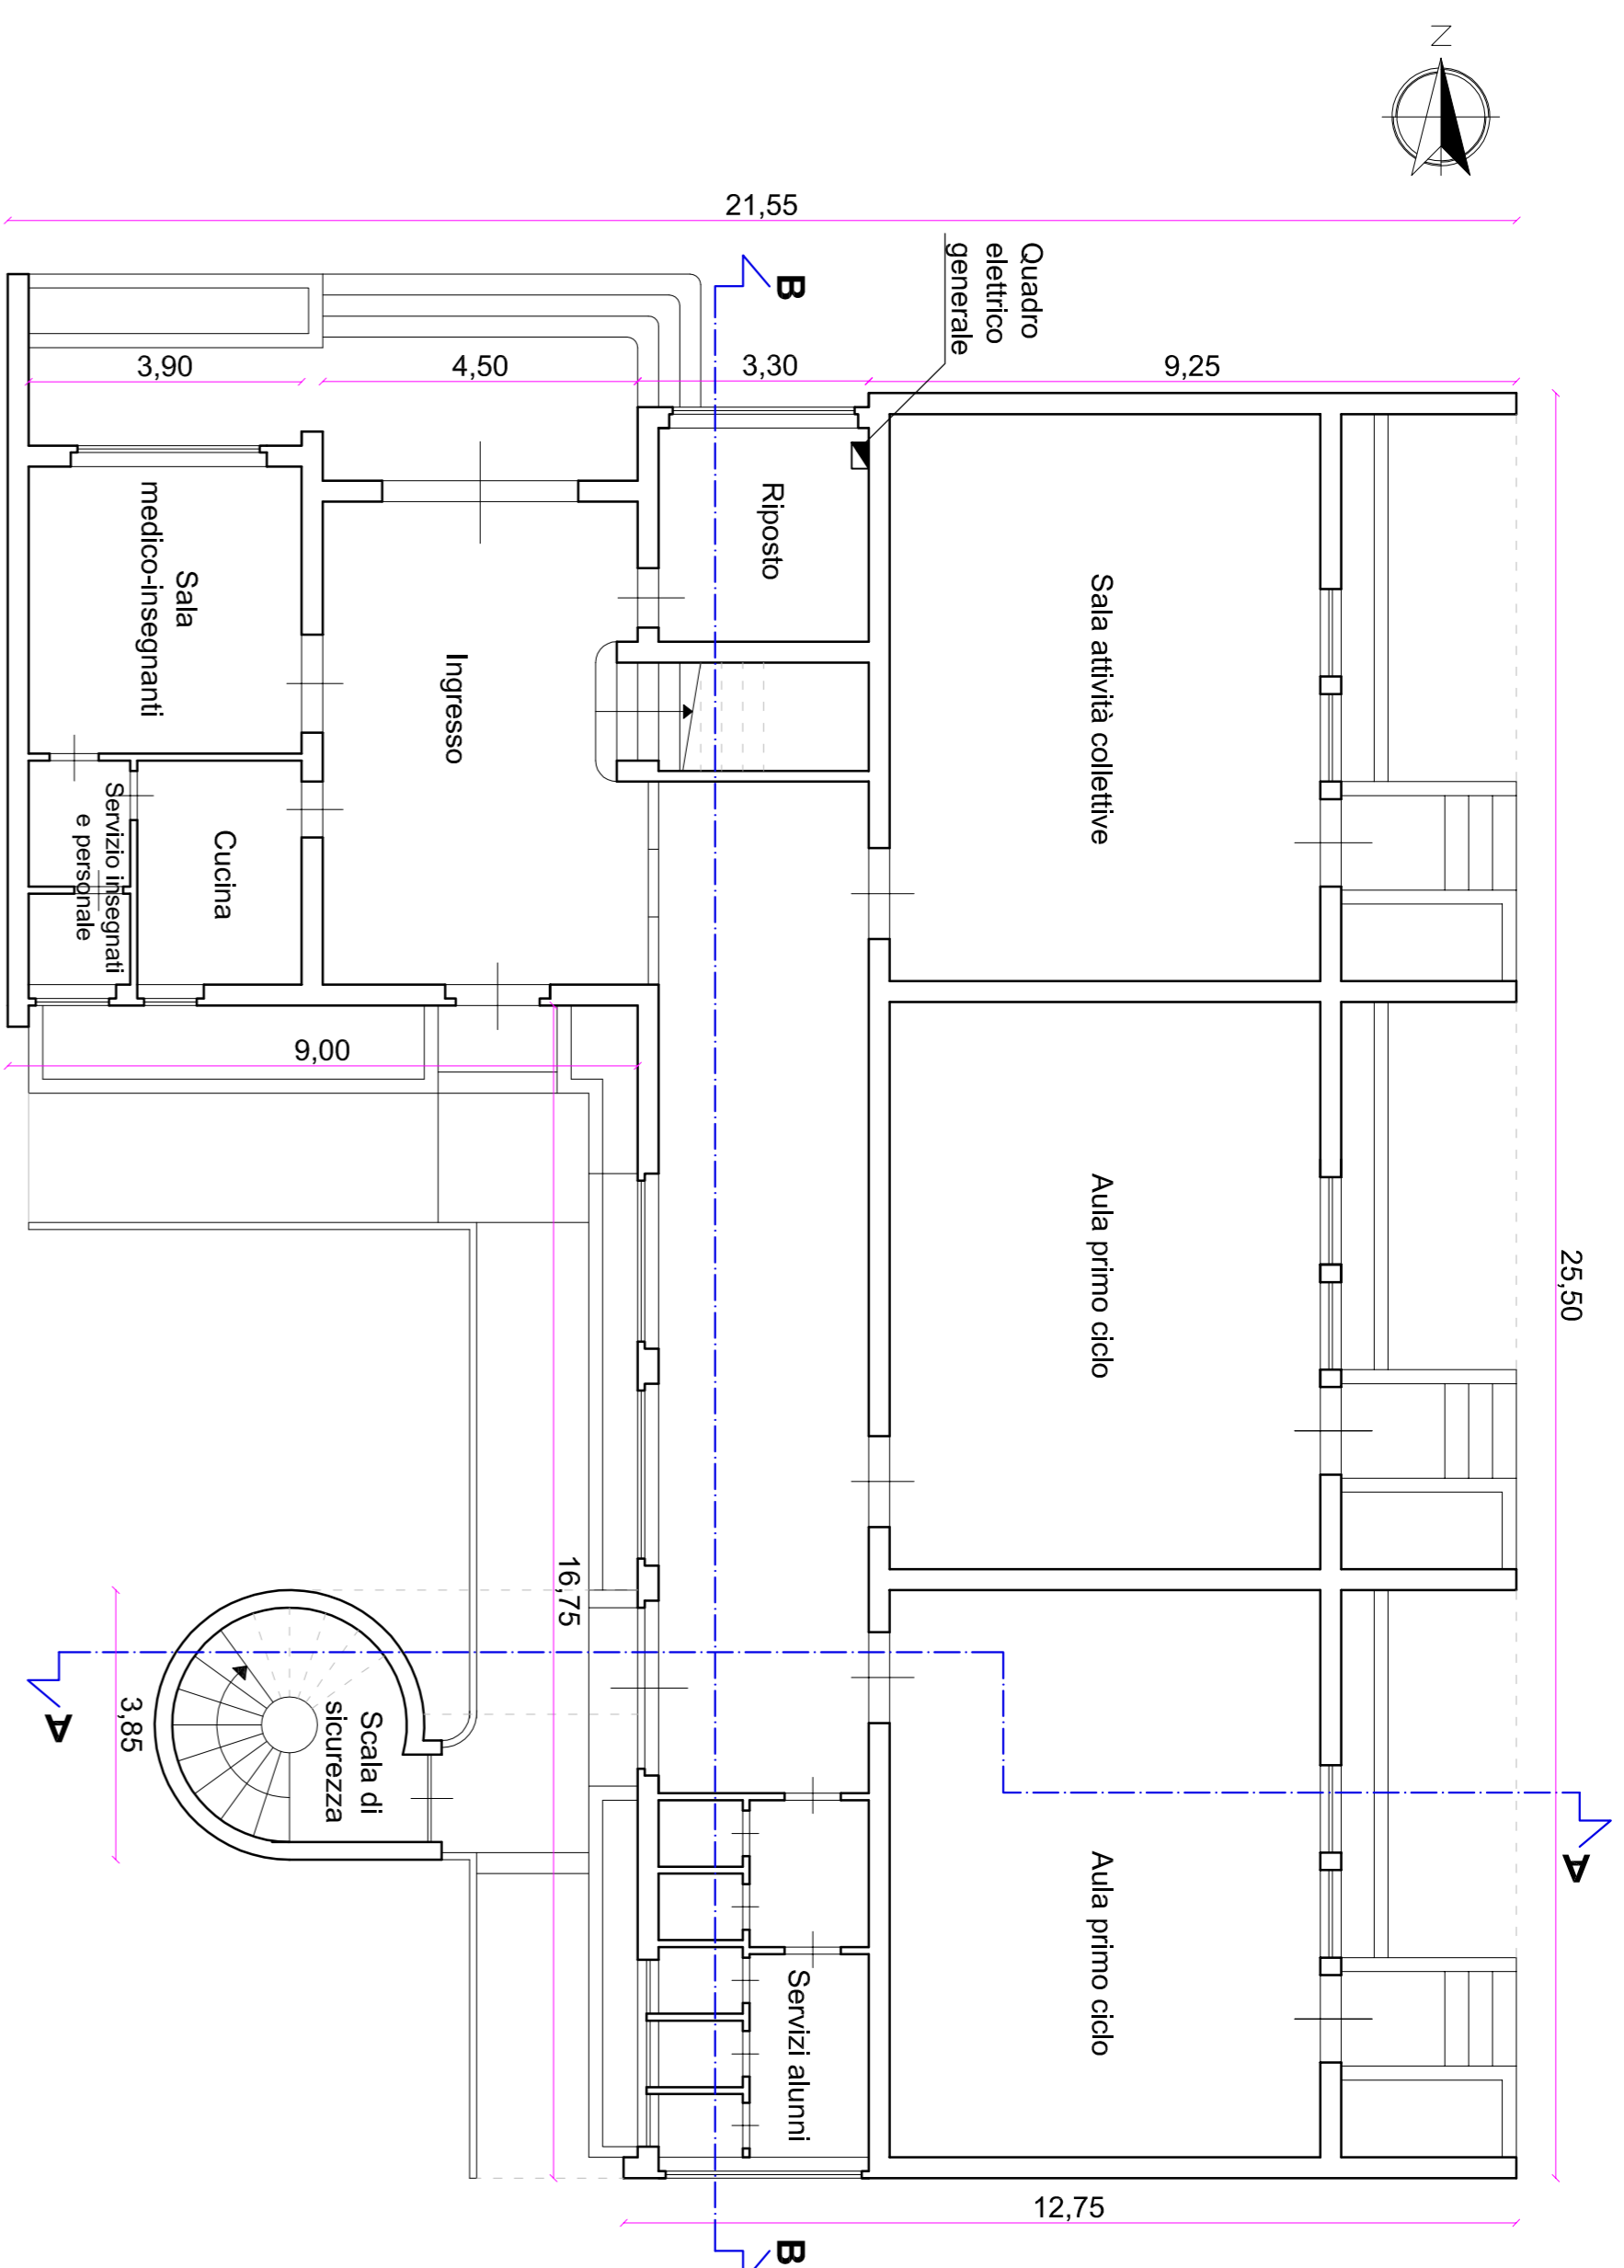 N
21,55
Quadro
elettrico
generale
B
3,90
4,50
3,30
9,25
25,50
Riposto
Sala attività collettive
Sala
medico-insegnanti
Ingresso
Servizio insegnati
e personale
Cucina
9,00
Aula primo ciclo
16,75
Scala di
sicurezza
3,85
A
A
Aula primo ciclo
Servizi alunni
12,75
B